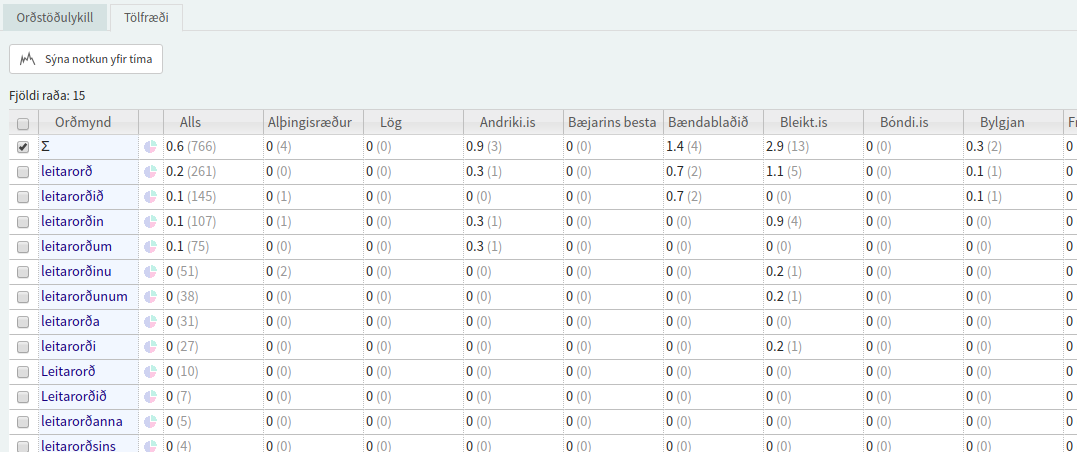 Orðstöðulykill Tölfræði
Sýna notkun yfir tíma
Fjöldi raða: 15
Orðmynd Alls Alþingisræður Lög Andriki.is Bæjarins besta Bændablaðið Bleikt.is Bóndi.is Bylgjan Fr
Σ 0.6 (766) 0 (4) 0 (0) 0.9 (3) 0 (0) 1.4 (4) 2.9 (13) 0 (0) 0.3 (2) 0
leitarorð 0.2 (261) 0 (0) 0 (0) 0.3 (1) 0 (0) 0.7 (2) 1.1 (5) 0 (0) 0.1 (1) 0
leitarorðið 0.1 (145) 0 (1) 0 (0) 0 (0) 0 (0) 0.7 (2) 0 (0) 0 (0) 0.1 (1) 0
leitarorðin 0.1 (107) 0 (1) 0 (0) 0.3 (1) 0 (0) 0 (0) 0.9 (4) 0 (0) 0 (0) 0
leitarorðum 0.1 (75) 0 (0) 0 (0) 0.3 (1) 0 (0) 0 (0) 0 (0) 0 (0) 0 (0) 0
leitarorðinu 0 (51) 0 (2) 0 (0) 0 (0) 0 (0) 0 (0) 0.2 (1) 0 (0) 0 (0) 0
leitarorðunum 0 (38) 0 (0) 0 (0) 0 (0) 0 (0) 0 (0) 0.2 (1) 0 (0) 0 (0) 0
leitarorða 0 (31) 0 (0) 0 (0) 0 (0) 0 (0) 0 (0) 0 (0) 0 (0) 0 (0) 0
leitarorði 0 (27) 0 (0) 0 (0) 0 (0) 0 (0) 0 (0) 0.2 (1) 0 (0) 0 (0) 0
Leitarorð 0 (10) 0 (0) 0 (0) 0 (0) 0 (0) 0 (0) 0 (0) 0 (0) 0 (0) 0
Leitarorðið 0 (7) 0 (0) 0 (0) 0 (0) 0 (0) 0 (0) 0 (0) 0 (0) 0 (0) 0
leitarorðanna 0 (5) 0 (0) 0 (0) 0 (0) 0 (0) 0 (0) 0 (0) 0 (0) 0 (0) 0
leitarorðsins 0 (4) 0 (0) 0 (0) 0 (0) 0 (0) 0 (0) 0 (0) 0 (0) 0 (0) 0